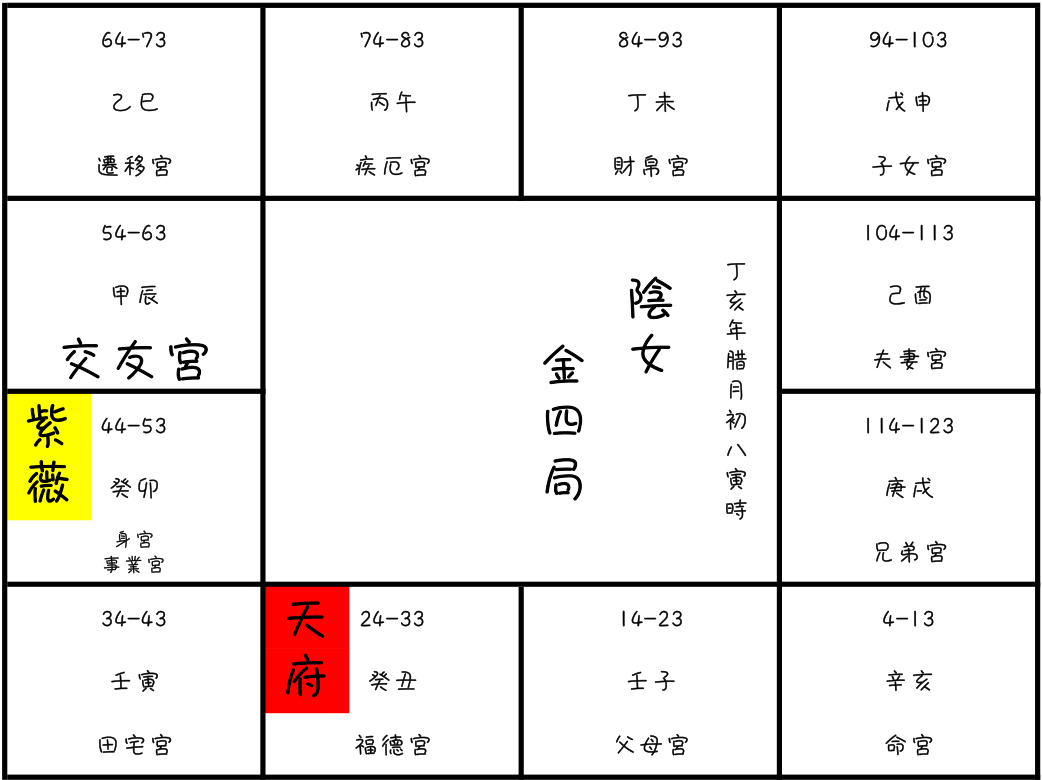 64-73
乙巳
遷移宮
74-83
丙午
疾厄宮
84-93
丁未
財帛宮
94-103
戊申
子女宮
54-63
甲辰
交友宮
丁亥年腊月初八寅時
陰女
金四局
104-113
己酉
夫妻宮
紫薇
44-53
癸卯
身宮
事業宮
114-123
庚戌
兄弟宮
34-43
壬寅
田宅宮
天府
24-33
癸丑
福德宮
14-23
壬子
父母宮
4-13
辛亥
命宮